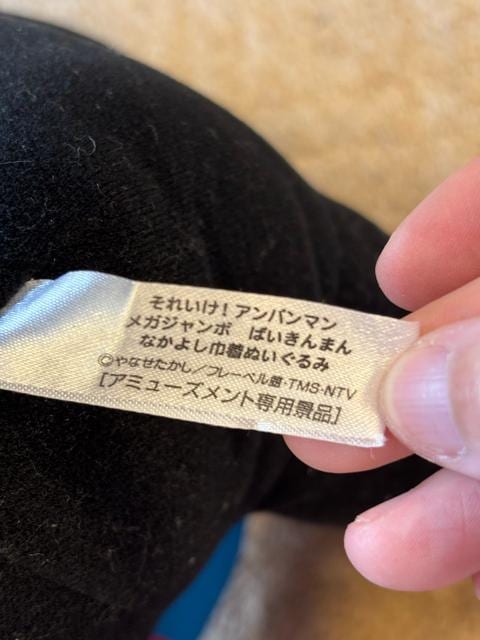 それいけ！アンパンマン
メガジャンボ　ばいきんまん
なかよし巾着ぬいぐるみ
©やなせたかし／フレーベル館・TMS・NTV
［アミューズメント専用景品］